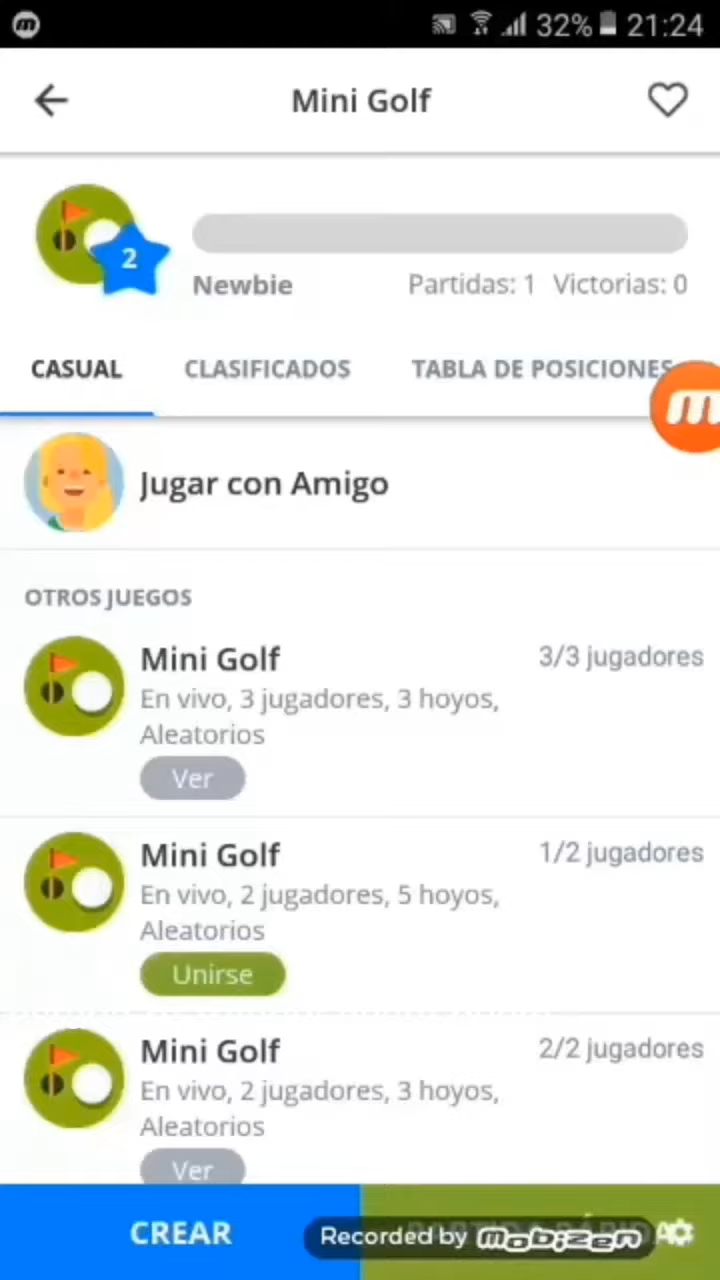 32% 21:24
Mini Golf
2
Newbie Partidas: 1 Victorias: 0
CASUAL CLASIFICADOS TABLA DE POSICIONES
m
Jugar con Amigo
OTROS JUEGOS
Mini Golf 3/3 jugadores
En vivo, 3 jugadores, 3 hoyos,
Aleatorios
Ver
Mini Golf 1/2 jugadores
En vivo, 2 jugadores, 5 hoyos,
Aleatorios
Unirse
Mini Golf 2/2 jugadores
En vivo, 2 jugadores, 3 hoyos,
Aleatorios
Ver
CREAR
Recorded by mobizen